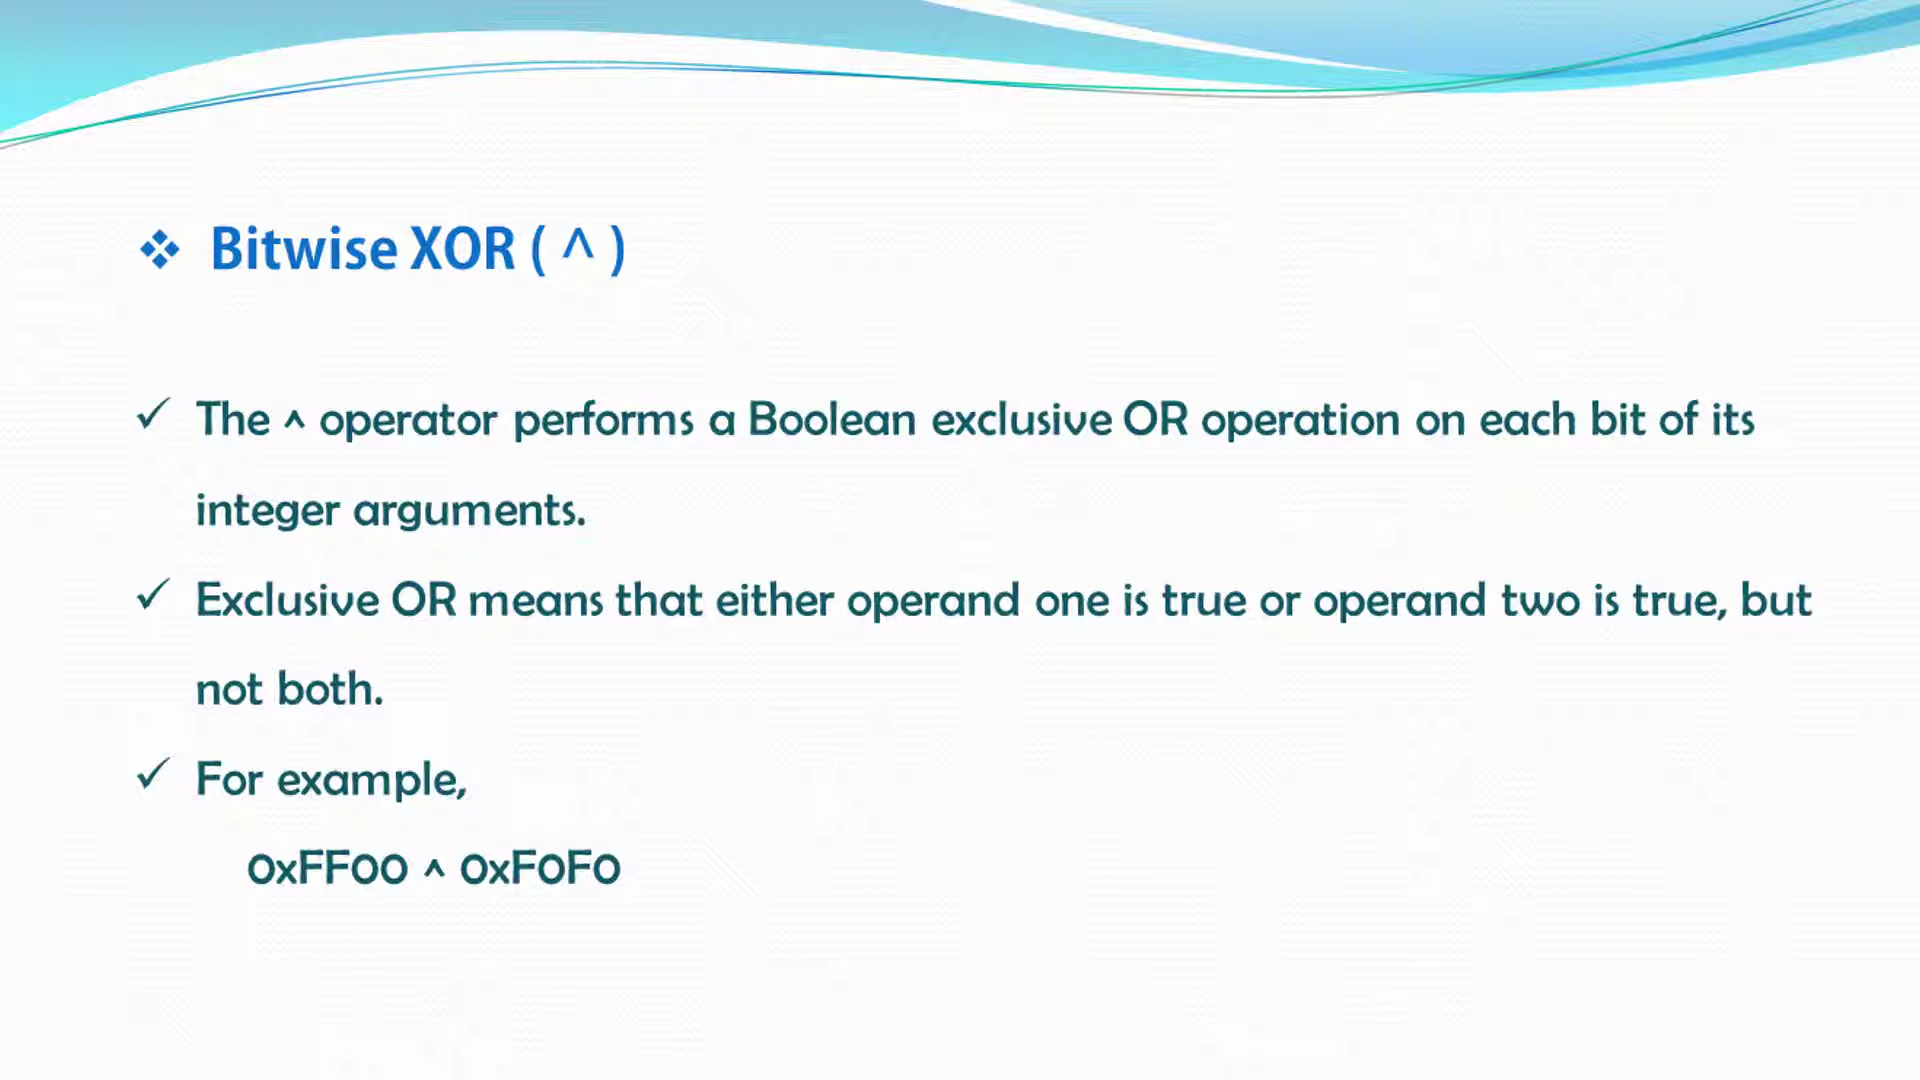 Bitwise XOR ( ^ )
The ^ operator performs a Boolean exclusive OR operation on each bit of its
integer arguments.
Exclusive OR means that either operand one is true or operand two is true, but
not both.
For example,
0xFF00 ^ 0xF0F0